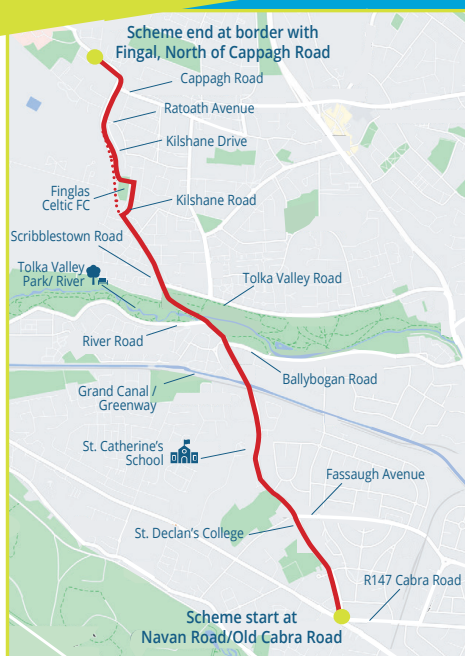 Scheme end at border with
Fingal, North of Cappagh Road
Cappagh Road
Ratoath Avenue
Kilshane Drive
Finglas
Celtic FC
Kilshane Road
Scribblestown Road
Tolka Valley
Park/ River
Tolka Valley Road
River Road
Ballybogan Road
Grand Canal /
Greenway
St. Catherine's
School
Fassaugh Avenue
St. Declan's College
R147 Cabra Road
Scheme start at
Navan Road/Old Cabra Road